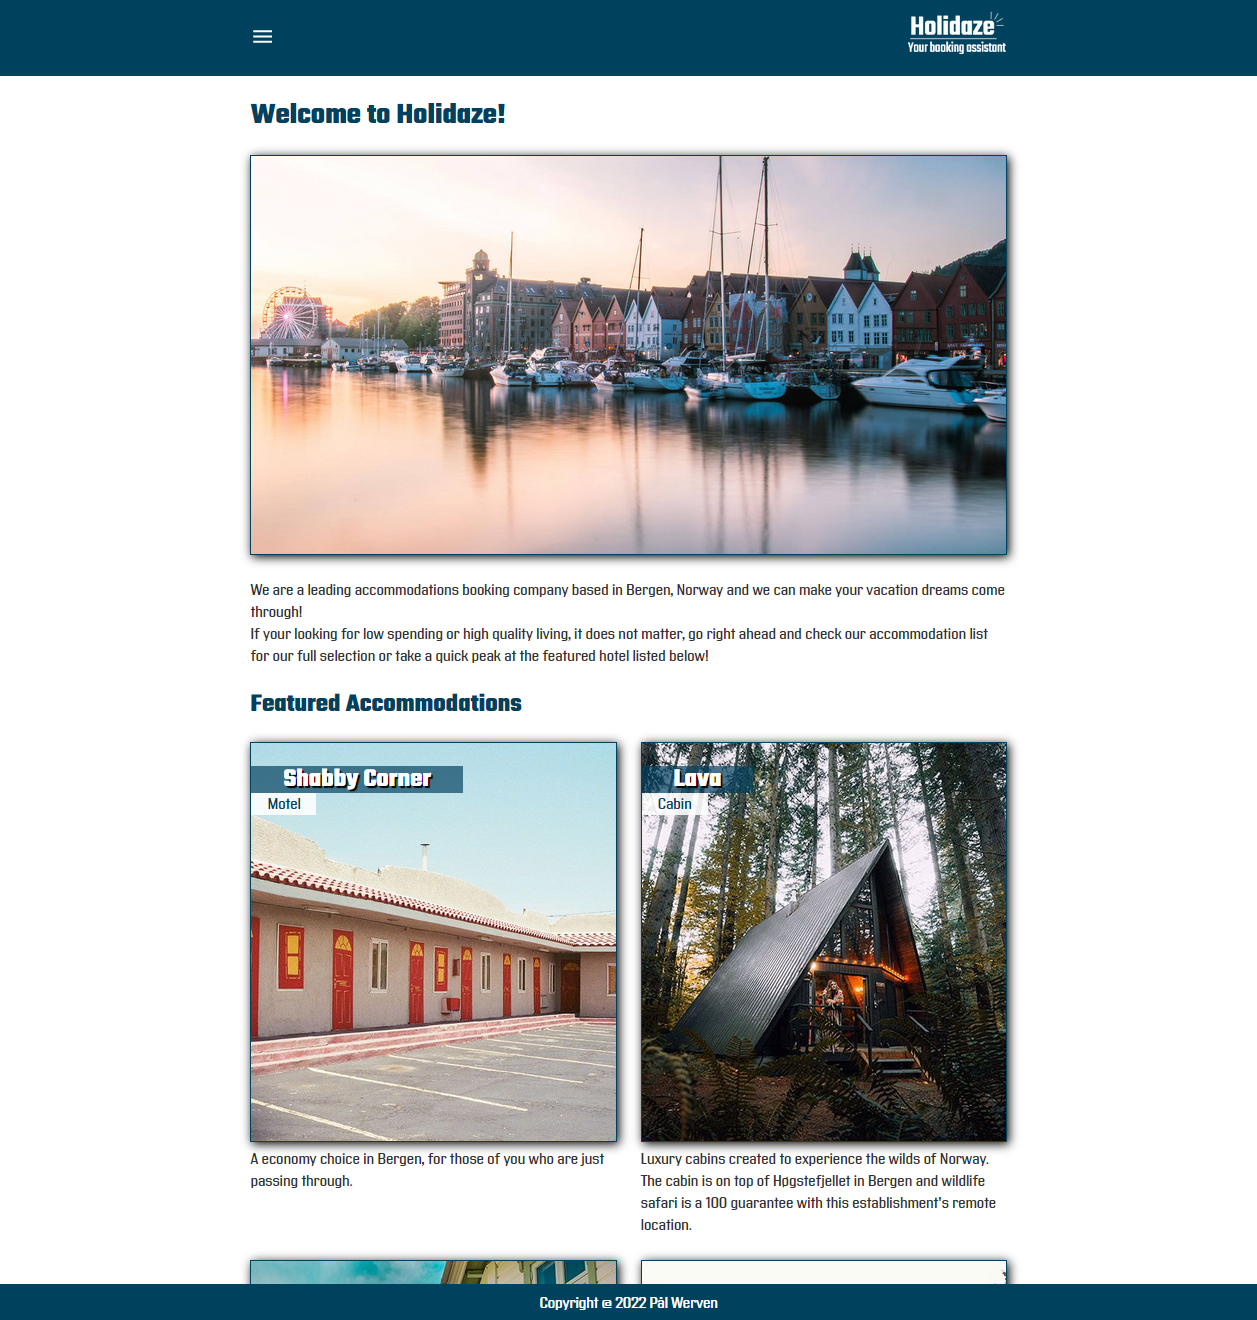 Holidaze
Your booking assistant
Welcome to Holidaze!
We are a leading accommodations booking company based in Bergen, Norway and we can make your vacation dreams come
through!
If your looking for low spending or high quality living, it does not matter, go right ahead and check our accommodation list
for our full selection or take a quick peak at the featured hotel listed below!
Featured Accommodations
Shabby Corner
Motel
A economy choice in Bergen, for those of you who are just
passing through.
Lava
Cabin
Luxury cabins created to experience the wilds of Norway.
The cabin is on top of Høgstefjellet in Bergen and wildlife
safari is a 100 guarantee with this establishment's remote
location.
Copyright @ 2022 Pål Werven